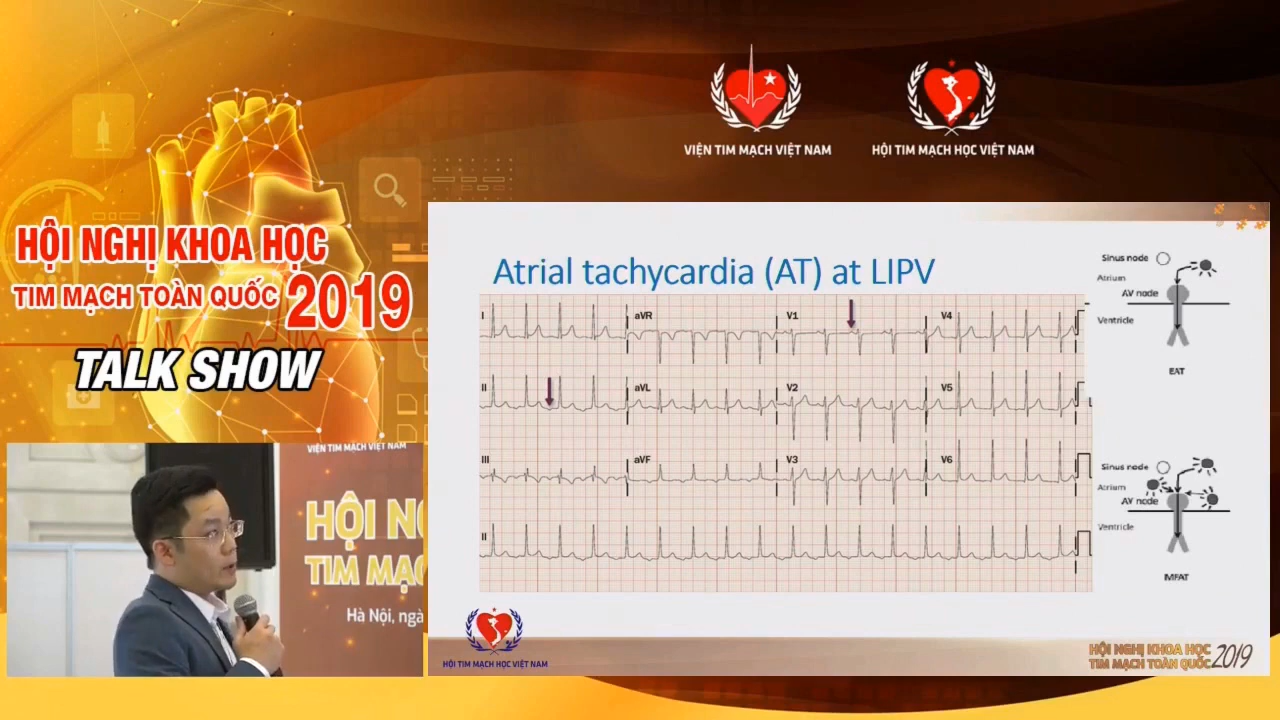 VIỆN TIM MẠCH VIỆT NAM
HỘI TIM MẠCH HỌC VIỆT NAM
HỘI NGHỊ KHOA HỌC
TIM MẠCH TOÀN QUỐC 2019
TALK SHOW
VIỆN TIM MẠCH VIỆT NAM
HỘI N
TIM MẠ
Hà Nội, ngà
Atrial tachycardia (AT) at LIPV
I
aVR
V1
V4
II
aVL
V2
V5
III
aVF
V3
V6
II
Sinus node
Atrium
AV node
Ventricle
EAT
Sinus node
Atrium
AV node
Ventricle
MFAT
HỘI TIM MẠCH HỌC VIỆT NAM
HỘI NGHỊ KHOA HỌC
TIM MẠCH TOÀN QUỐC 2019